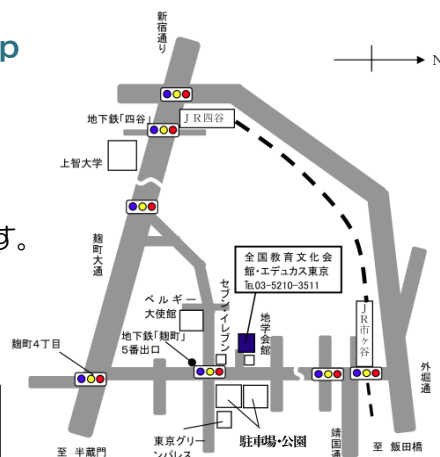 p
新宿通り
N
地下鉄「四谷」
JR四谷
上智大学
す。
麹町大通
全国教育文化会
館・エデュカス東京
℡03-5210-3511
セブンイレブン
地学会館
ベルギー
大使館
JR市ヶ谷
地下鉄「麹町」
5番出口
麹町4丁目
外堀通
駐車場・公園
東京グリー
ンパレス
靖国通
至 半蔵門
至 飯田橋